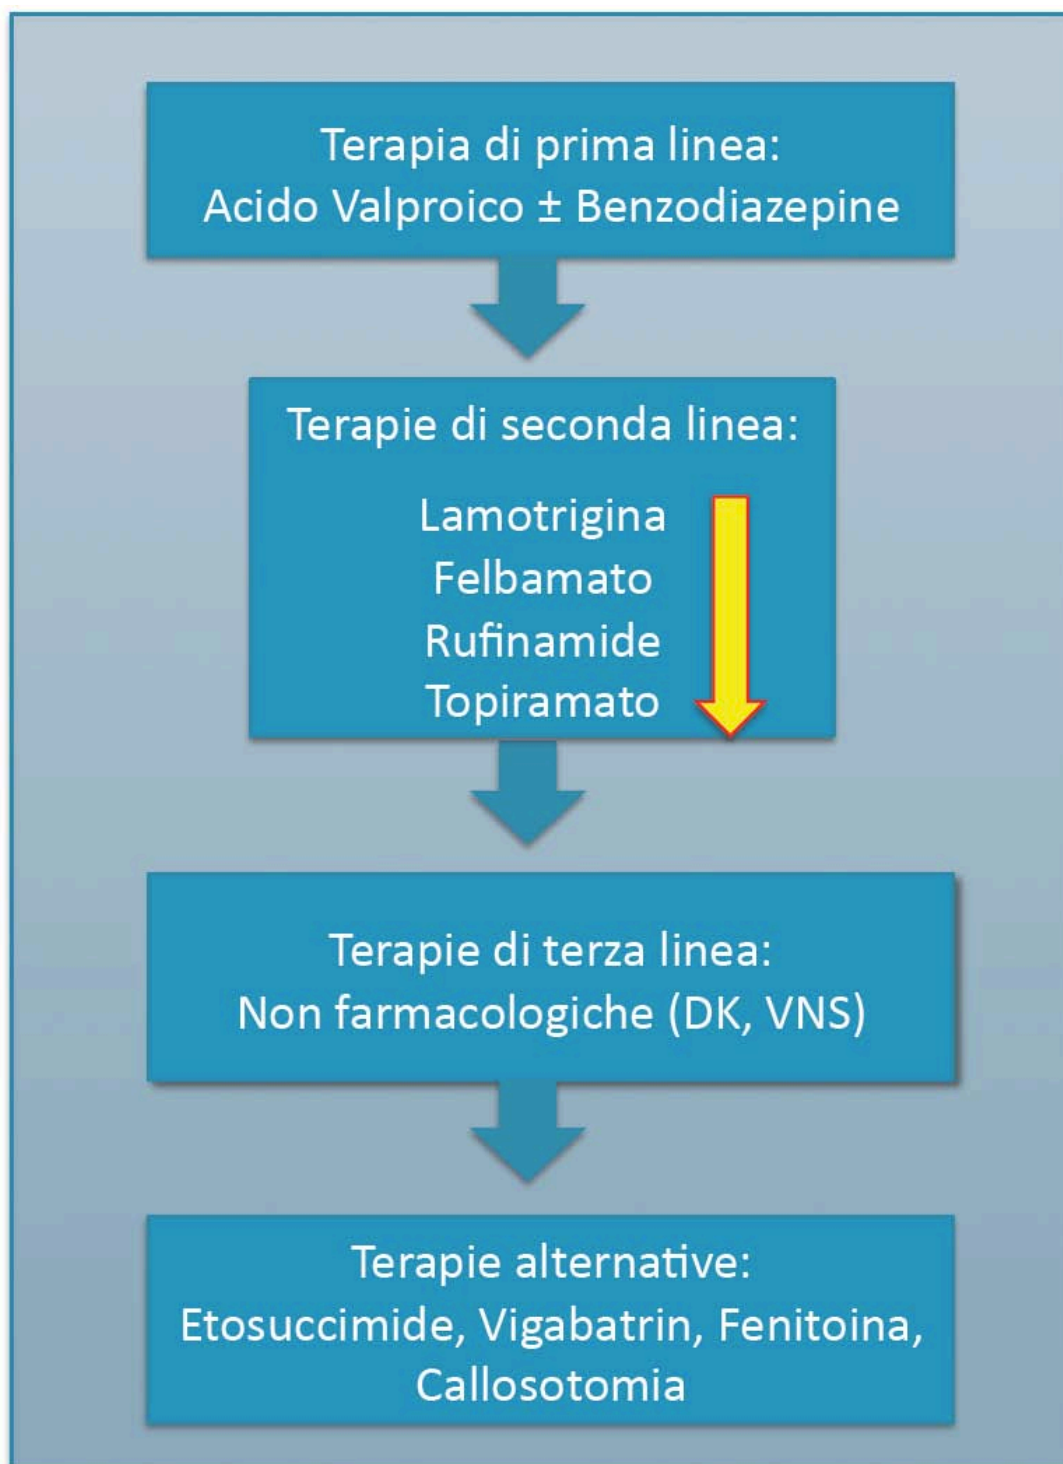 Terapia di prima linea:
Acido Valproico ± Benzodiazepine
Terapie di seconda linea:
Lamotrigina
Felbamato
Rufinamide
Topiramato
Terapie di terza linea:
Non farmacologiche (DK, VNS)
Terapie alternative:
Etosuccimide, Vigabatrin, Fenitoina,
Callosotomia